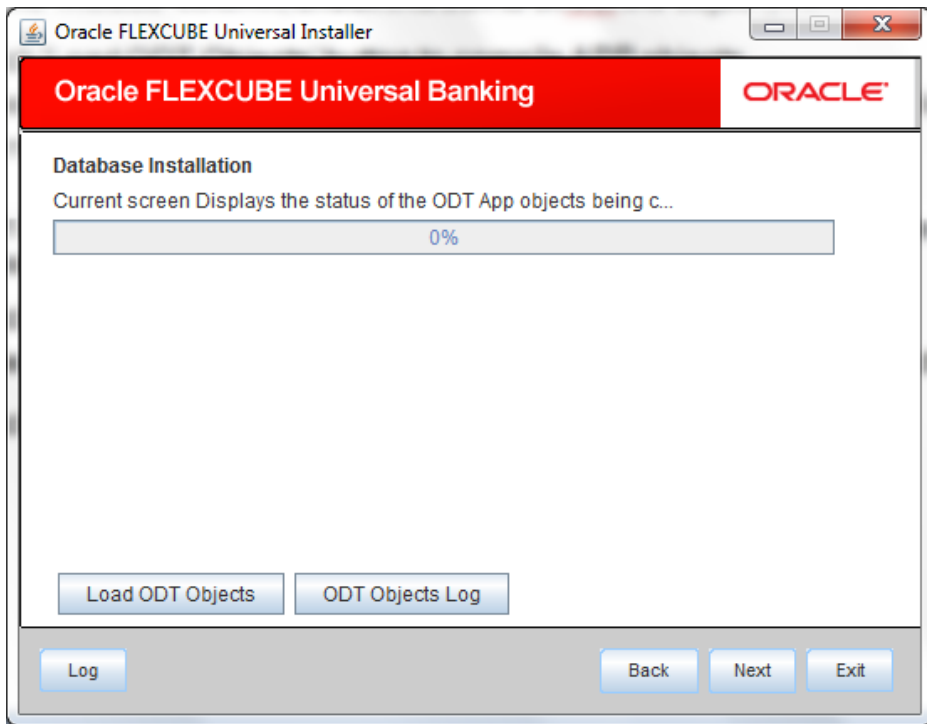 Oracle FLEXCUBE Universal Installer
Oracle FLEXCUBE Universal Banking
ORACLE
Database Installation
Current screen Displays the status of the ODT App objects being c...
0%
Load ODT Objects
ODT Objects Log
Log
Back
Next
Exit